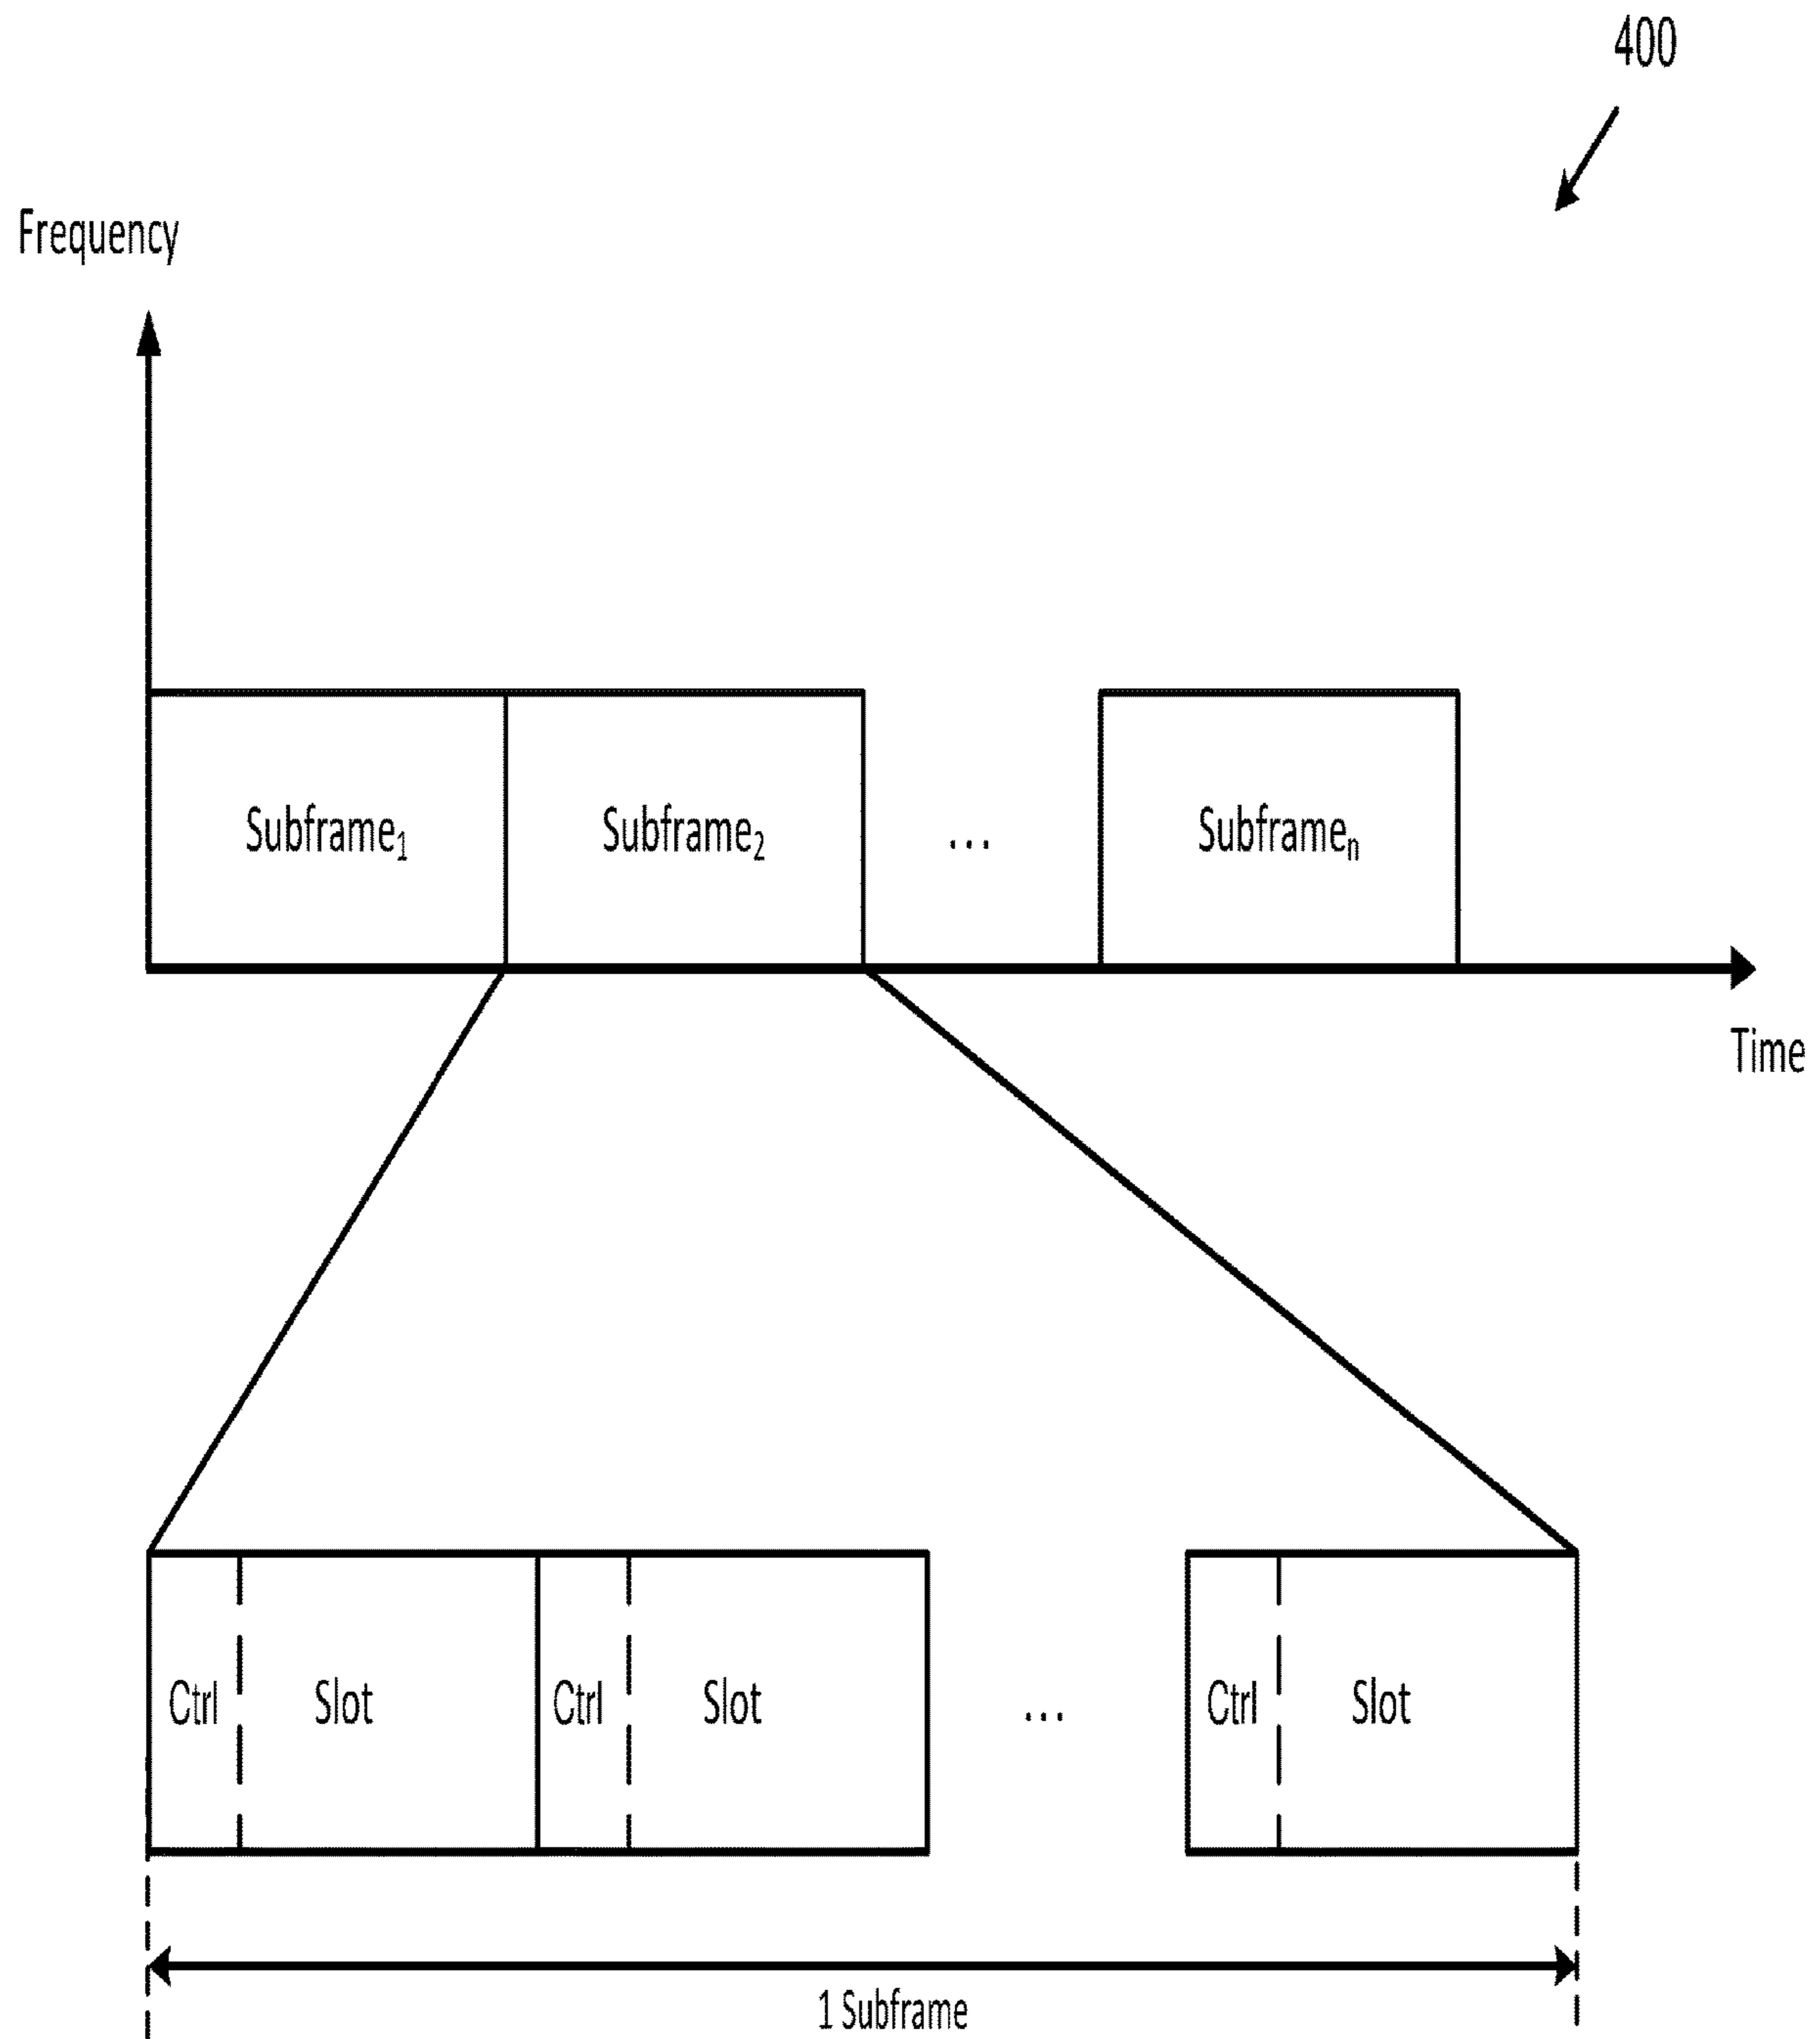 400
Frequency
Subframe₁ Subframe₂ ... Subframeₙ
Time
Ctrl Slot Ctrl Slot ... Ctrl Slot
1 Subframe